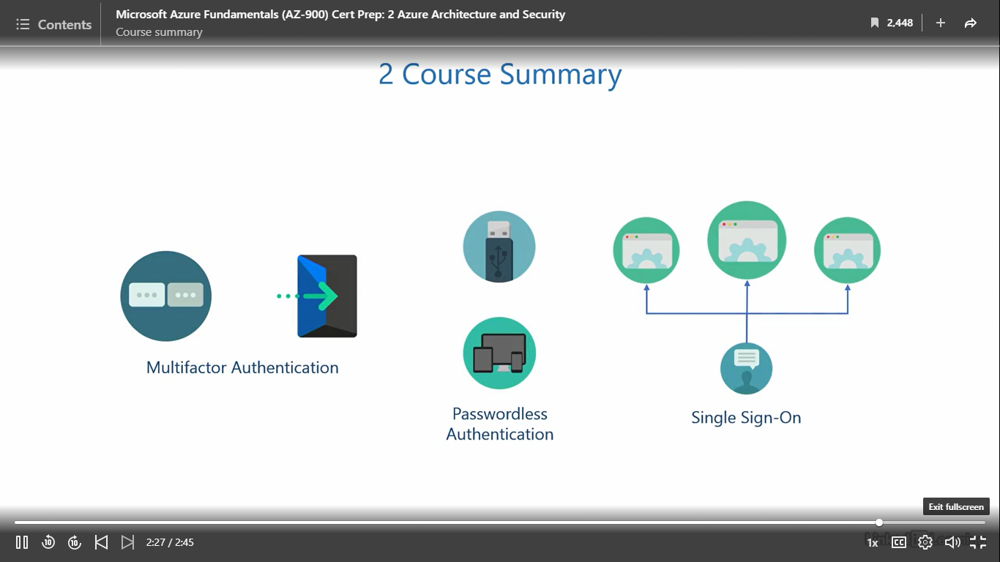 Contents
Microsoft Azure Fundamentals (AZ-900) Cert Prep: 2 Azure Architecture and Security
Course summary
2,448
2 Course Summary
Multifactor Authentication
Passwordless
Authentication
Single Sign-On
Exit fullscreen
10
10
2:27 / 2:45
1x
CC